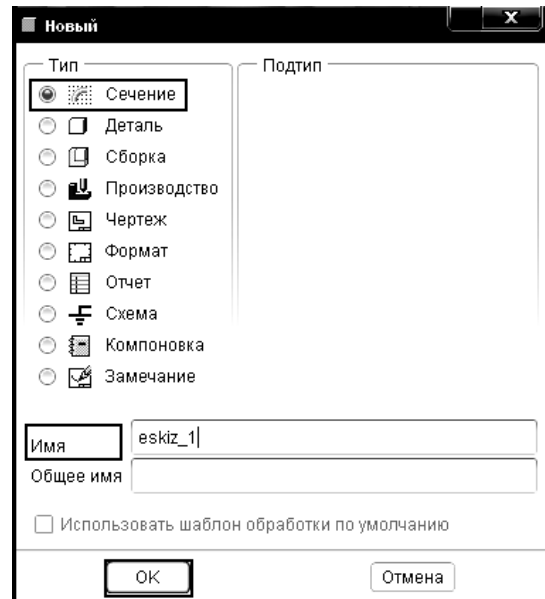 Новый
Тип
Подтип
Сечение
Деталь
Сборка
Производство
Чертеж
Формат
Отчет
Схема
Компоновка
Замечание
Имя
eskiz_1
Общее имя
Использовать шаблон обработки по умолчанию
OK
Отмена